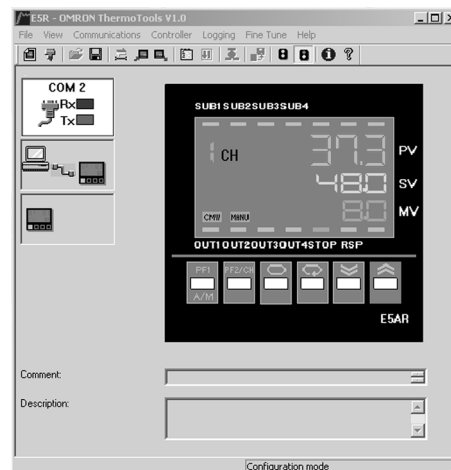 ESR - OMRON ThermoTools V1.0
File View Communications Controller Logging Fine Tune Help
COM 2
Rx
Tx
SUB1 SUB2 SUB3 SUB4
1 CH 37.3 PV
48.0 SV
CMW MANU 8.0 MV
OUT1 OUT2 OUT3 OUT4 STOP RSP
PF1 PF2/CH
A/M
E5AR
Comment:
Description:
Configuration mode